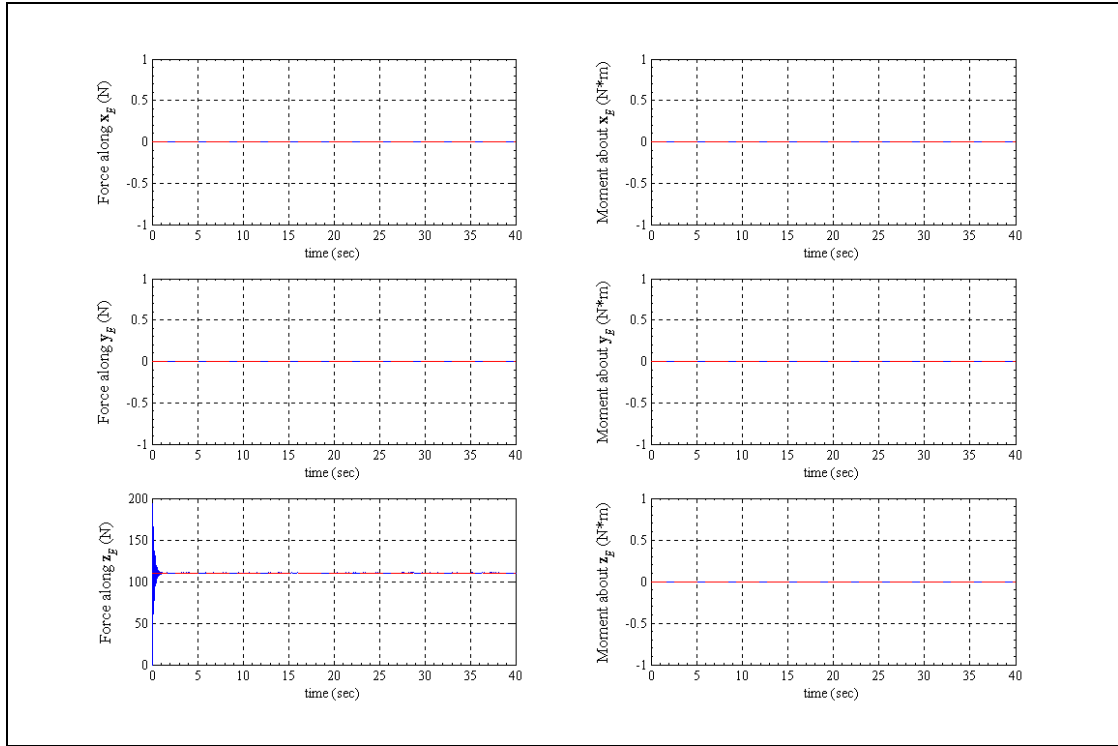 Force along x_E (N)
1
0.5
0
-0.5
-1
0 5 10 15 20 25 30 35 40
time (sec)
Moment about x_E (N*m)
1
0.5
0
-0.5
-1
0 5 10 15 20 25 30 35 40
time (sec)
Force along y_E (N)
1
0.5
0
-0.5
-1
0 5 10 15 20 25 30 35 40
time (sec)
Moment about y_E (N*m)
1
0.5
0
-0.5
-1
0 5 10 15 20 25 30 35 40
time (sec)
Force along z_E (N)
200
150
100
50
0
0 5 10 15 20 25 30 35 40
time (sec)
Moment about z_E (N*m)
1
0.5
0
-0.5
-1
0 5 10 15 20 25 30 35 40
time (sec)